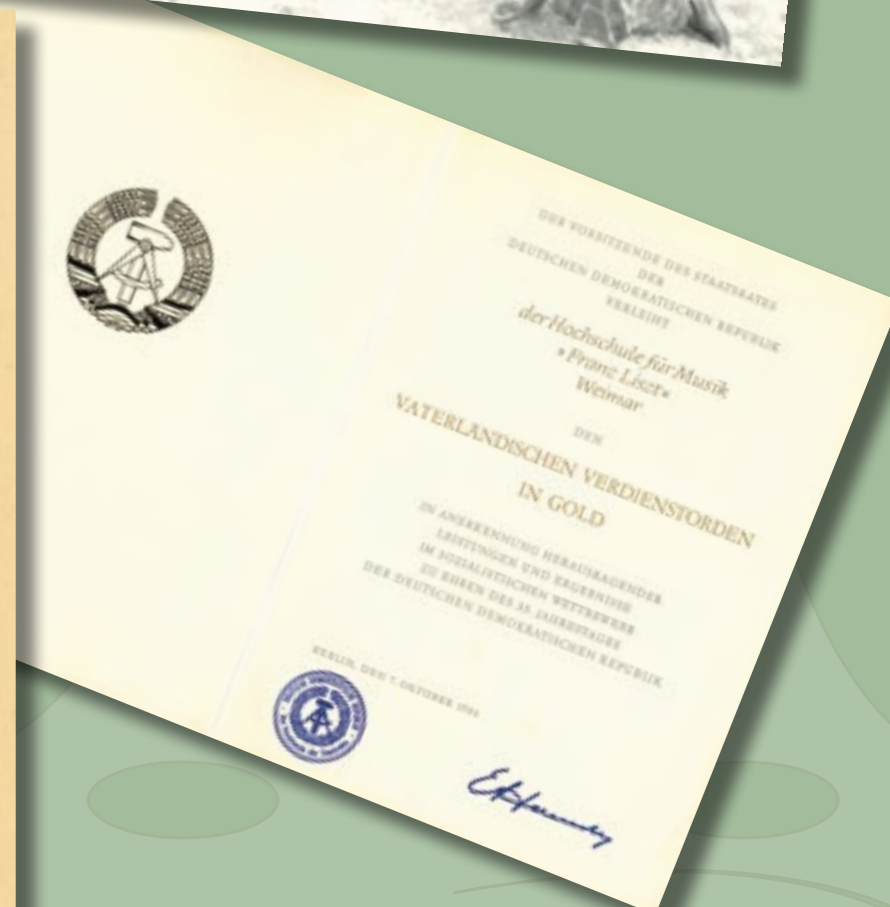 DER VORSITZENDE DES STAATSRATES
DER
DEUTSCHEN DEMOKRATISCHEN REPUBLIK
VERLEIHT
der Hochschule für Musik
»Franz Liszt«
Weimar
DEN
VATERLÄNDISCHEN VERDIENSTORDEN
IN GOLD
IN ANERKENNUNG HERAUSRAGENDER
LEISTUNGEN UND ERGEBNISSE
IM SOZIALISTISCHEN WETTBEWERB
ZU EHREN DES 35. JAHRESTAGES
DER DEUTSCHEN DEMOKRATISCHEN REPUBLIK
BERLIN, DEN 7. OKTOBER